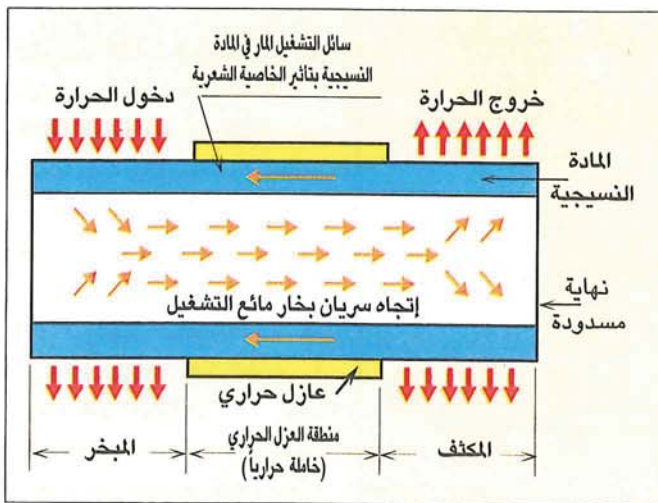 سائل التشغيل المار في المادة
النسيجية بتاثير الخاصية الشعرية
خروج الحرارة
دخول الحرارة
المادة
النسيجية
إتجاه سريان بخار مائع التشغيل
نهاية
مسدودة
عازل حراري
المكثف
منطقة العزل الحراري
(خاملة حرارياً)
المبخر